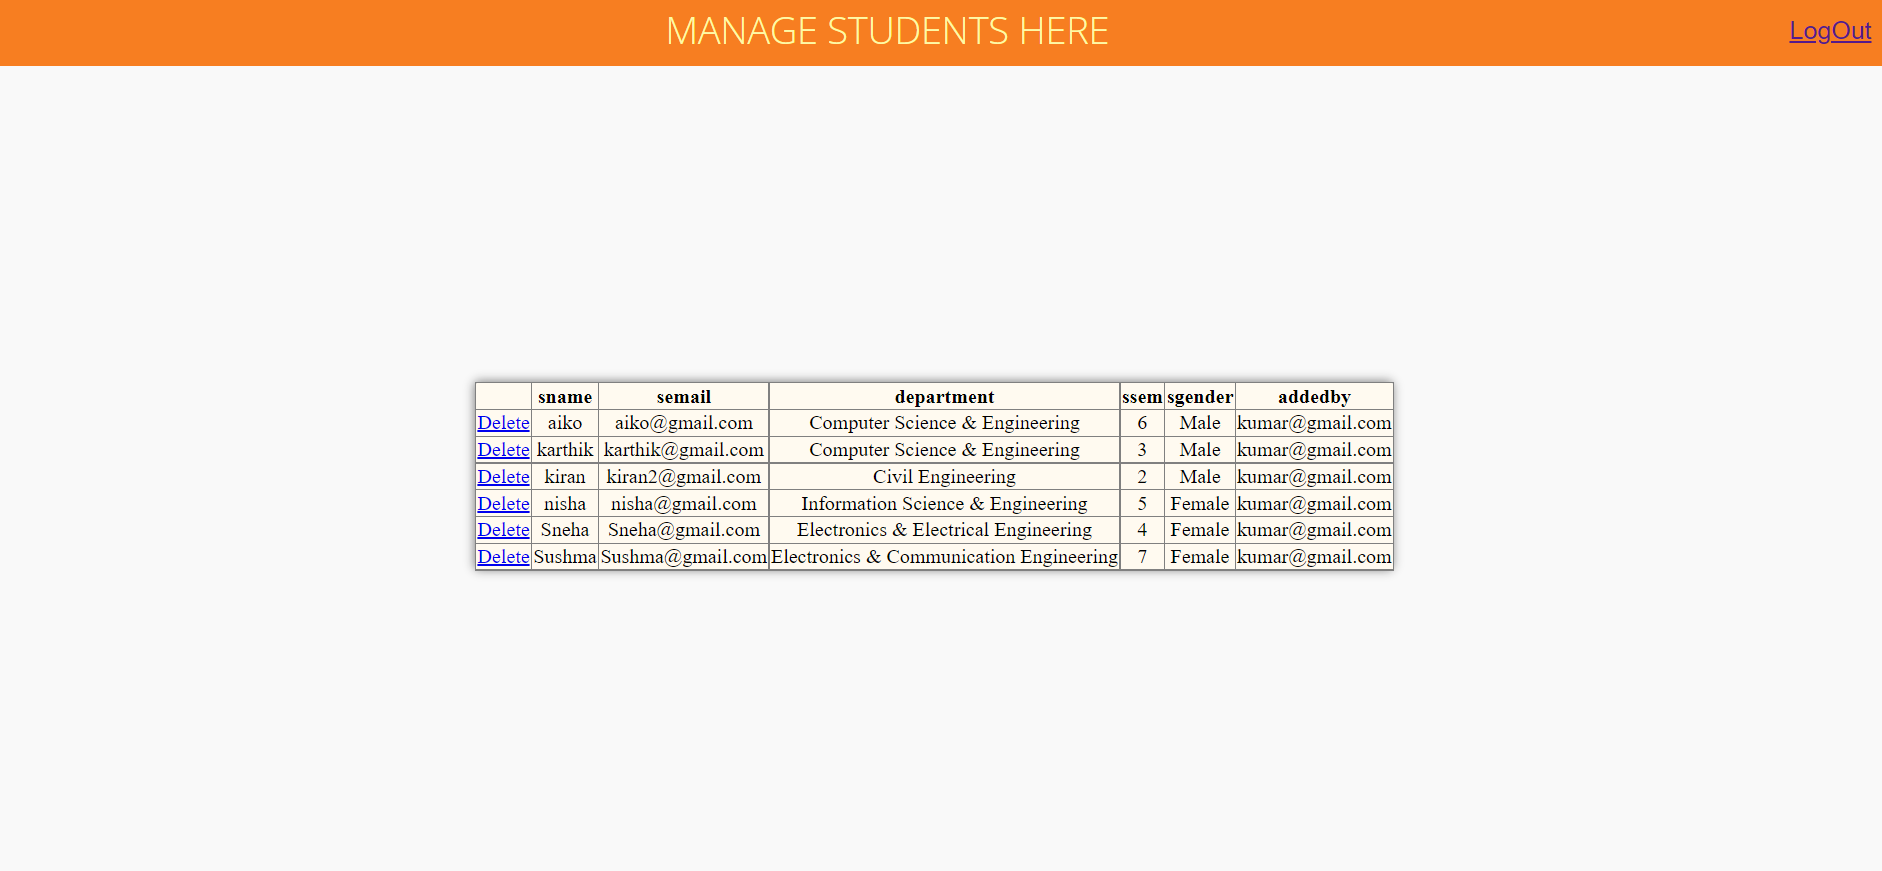 MANAGE STUDENTS HERE
LogOut
sname semail department ssem sgender addedby
Delete aiko aiko@gmail.com Computer Science & Engineering 6 Male kumar@gmail.com
Delete karthik karthik@gmail.com Computer Science & Engineering 3 Male kumar@gmail.com
Delete kiran kiran2@gmail.com Civil Engineering 2 Male kumar@gmail.com
Delete nisha nisha@gmail.com Information Science & Engineering 5 Female kumar@gmail.com
Delete Sneha Sneha@gmail.com Electronics & Electrical Engineering 4 Female kumar@gmail.com
Delete Sushma Sushma@gmail.com Electronics & Communication Engineering 7 Female kumar@gmail.com